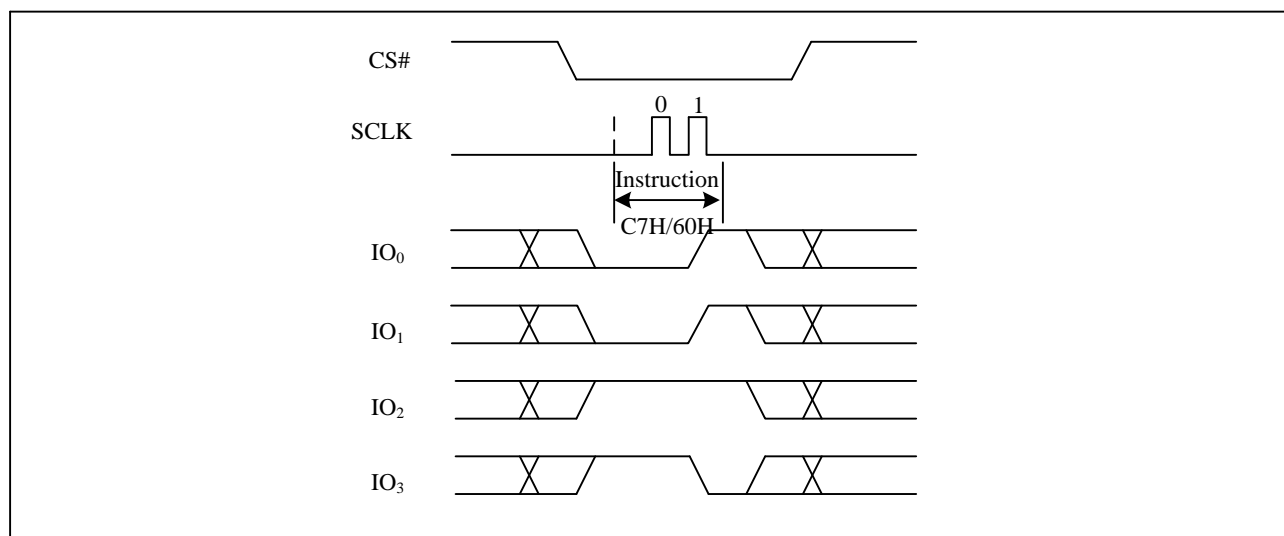 CS#
0 1
SCLK
Instruction
C7H/60H
IO₀
IO₁
IO₂
IO₃